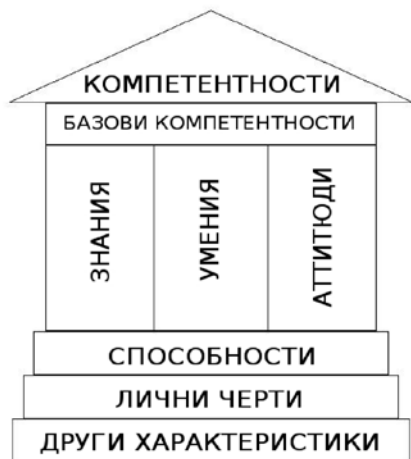 КОМПЕТЕНТНОСТИ
БАЗОВИ КОМПЕТЕНТНОСТИ
ЗНАНИЯ
УМЕНИЯ
АТТИТЮДИ
СПОСОБНОСТИ
ЛИЧНИ ЧЕРТИ
ДРУГИ ХАРАКТЕРИСТИКИ